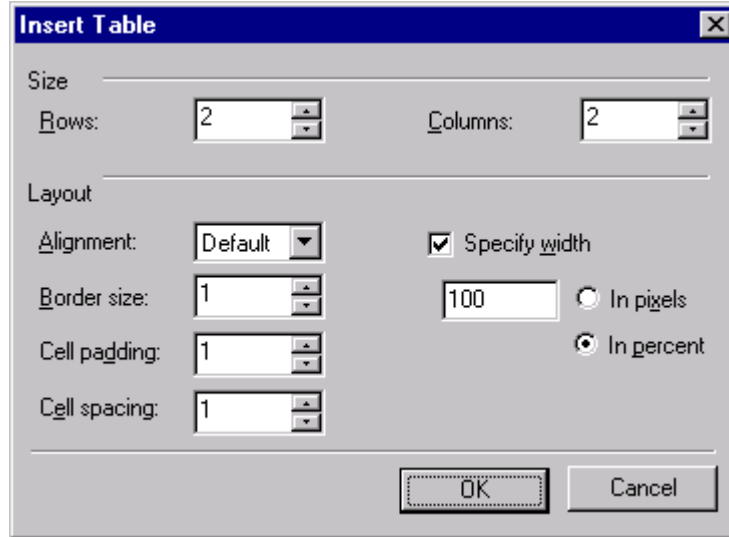 Insert Table
Size
Rows: 2 Columns: 2
Layout
Alignment: Default Specify width
Border size: 1 100 In pixels
Cell padding: 1 In percent
Cell spacing: 1
OK Cancel